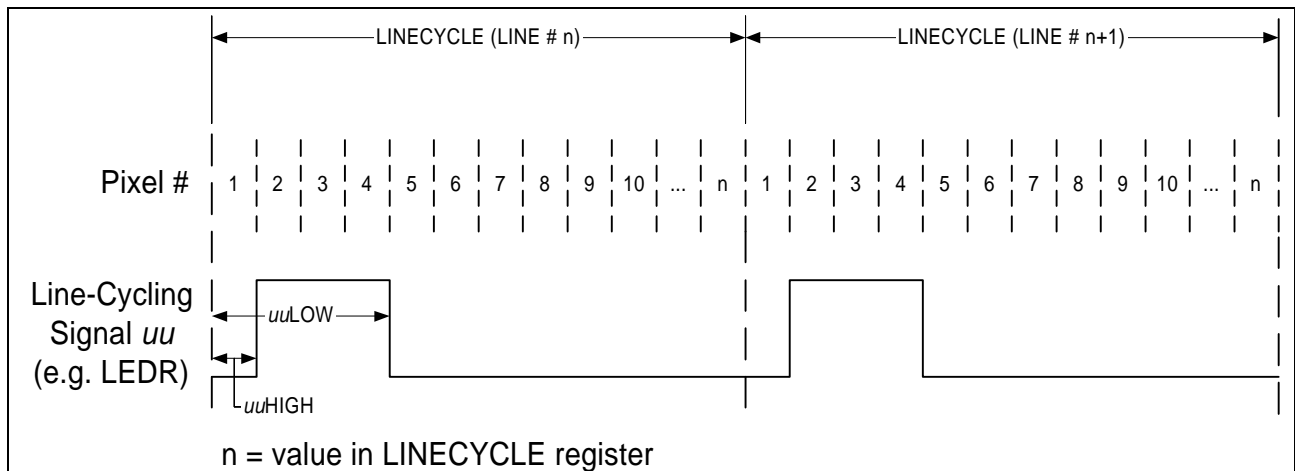 LINECYCLE (LINE # n) LINECYCLE (LINE # n+1)
Pixel # 1 2 3 4 5 6 7 8 9 10 ... n 1 2 3 4 5 6 7 8 9 10 ... n
Line-Cycling
Signal uu
(e.g. LEDR)
uuLOW
uuHIGH
n = value in LINECYCLE register